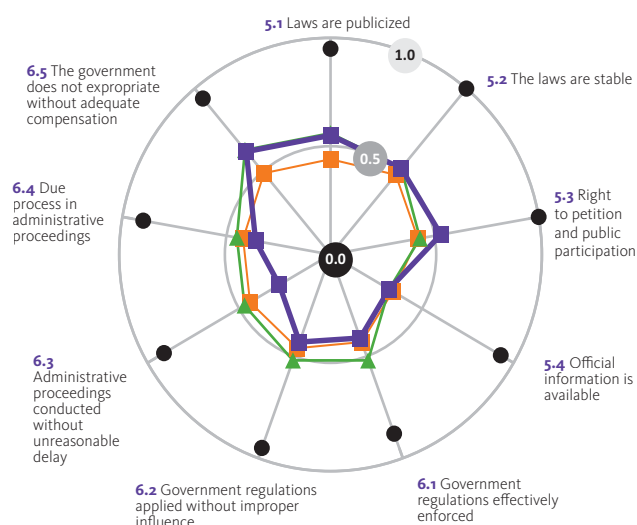 5.1 Laws are publicized
1.0
6.5 The government
does not expropriate
without adequate
compensation
5.2 The laws are stable
0.5
6.4 Due
process in
administrative
proceedings
5.3 Right
to petition
and public
participation
0.0
6.3
Administrative
proceedings
conducted
without
unreasonable
delay
5.4 Official
information is
available
6.2 Government regulations
applied without improper
influence
6.1 Government
regulations effectively
enforced